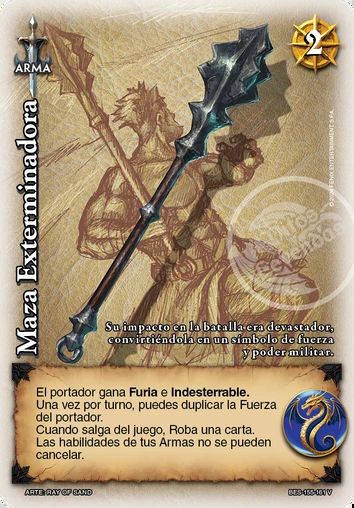 ARMA
2
Maza Exterminadora
Su impacto en la batalla era devastador,
convirtiéndola en un símbolo de fuerza
y poder militar.
El portador gana Furia e Indesterrable.
Una vez por turno, puedes duplicar la Fuerza
del portador.
Cuando salga del juego, Roba una carta.
Las habilidades de tus Armas no se pueden
cancelar.
ARTE: RAY OF SAND
BES-155-161 V